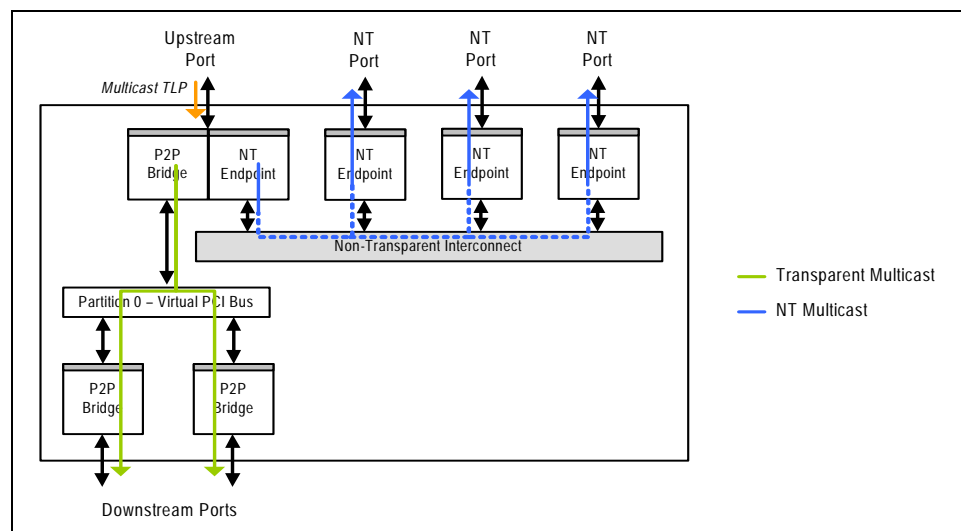 Upstream
Port
NT
Port
NT
Port
NT
Port
Multicast TLP
P2P
Bridge
NT
Endpoint
NT
Endpoint
NT
Endpoint
NT
Endpoint
Non-Transparent Interconnect
Transparent Multicast
NT Multicast
Partition 0 – Virtual PCI Bus
P2P
Bridge
P2P
Bridge
Downstream Ports